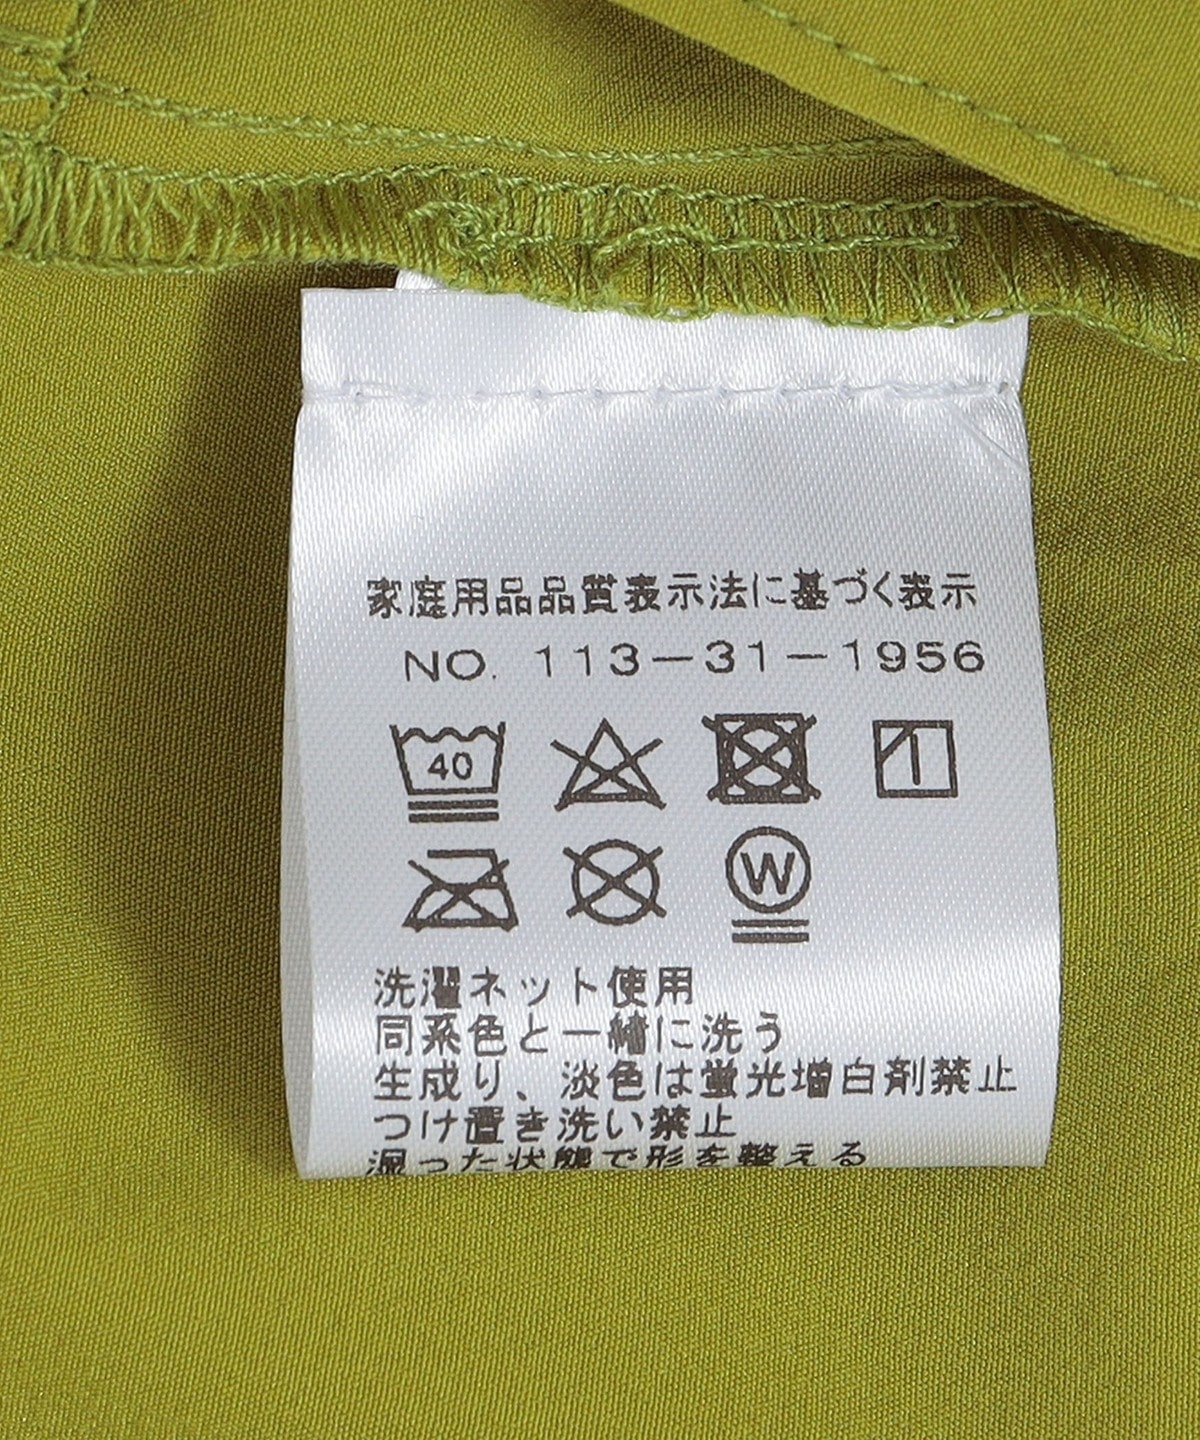 家庭用品品質表示法に基づく表示
NO. 113-31-1956
40
W
洗濯ネット使用
同系色と一緒に洗う
生成り、淡色は蛍光増白剤禁止
つけ置き洗い禁止
湿った状態で形を整える